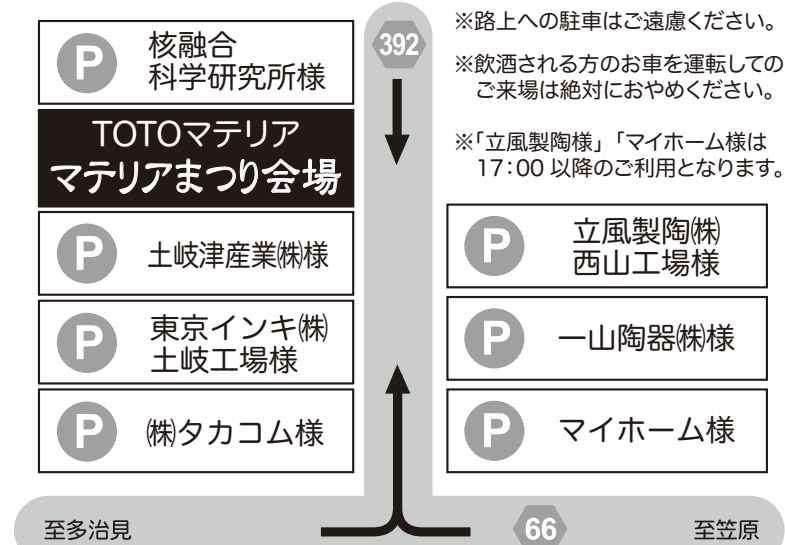 P
核融合
科学研究所様
TOTOマテリア
マテリアまつり会場
P
土岐津産業㈱様
P
東京インキ㈱
土岐工場様
P
㈱タカコム様
392
※路上への駐車はご遠慮ください。
※飲酒される方のお車を運転しての
ご来場は絶対におやめください。
※「立風製陶様」「マイホーム様は
17：00 以降のご利用となります。
P
立風製陶㈱
西山工場様
P
一山陶器㈱様
P
マイホーム様
至多治見
66
至笠原